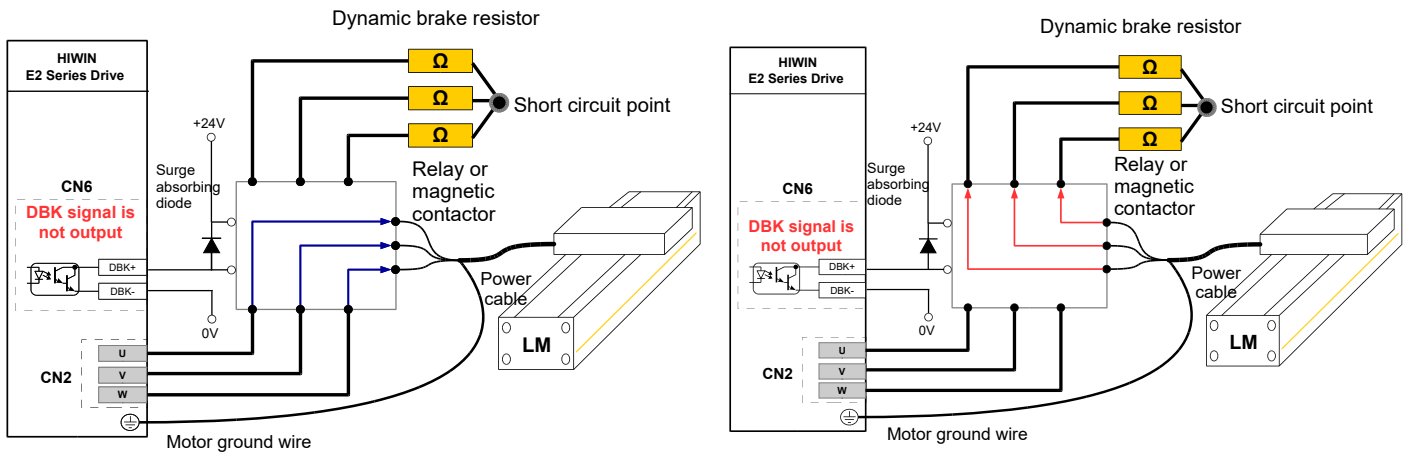 Dynamic brake resistor
HIWIN
E2 Series Drive
Ω
Ω
Ω
Short circuit point
+24V
Surge
absorbing
diode
Relay or
magnetic
contactor
CN6
DBK signal is
not output
DBK+
DBK-
0V
Power
cable
LM
CN2
U
V
W
Motor ground wire
Dynamic brake resistor
HIWIN
E2 Series Drive
Ω
Ω
Ω
Short circuit point
+24V
Surge
absorbing
diode
Relay or
magnetic
contactor
CN6
DBK signal is
not output
DBK+
DBK-
0V
Power
cable
LM
CN2
U
V
W
Motor ground wire